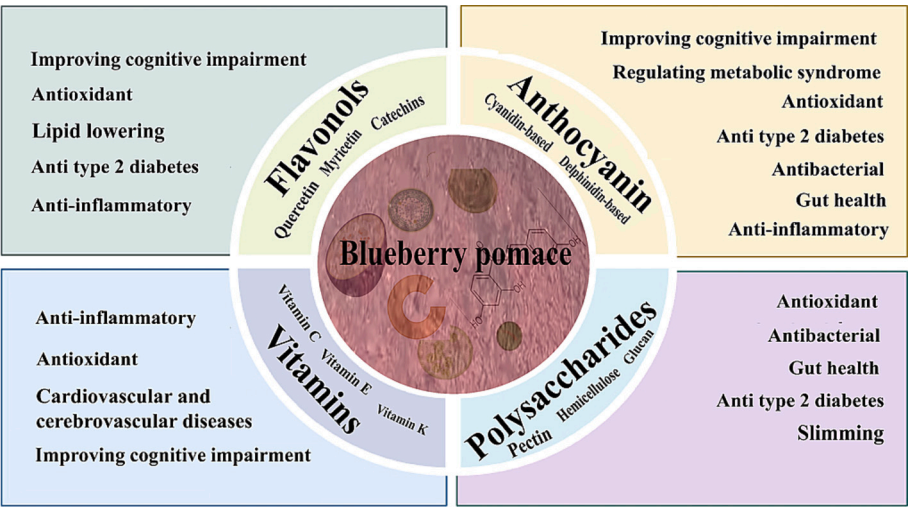 Improving cognitive impairment
Antioxidant
Lipid lowering
Anti type 2 diabetes
Anti-inflammatory
Flavonols
Quercetin Myricetin Catechins
Anthocyanin
Cyanidin-based Delphinidin-based
Improving cognitive impairment
Regulating metabolic syndrome
Antioxidant
Anti type 2 diabetes
Antibacterial
Gut health
Anti-inflammatory
Blueberry pomace
Anti-inflammatory
Antioxidant
Cardiovascular and
cerebrovascular diseases
Improving cognitive impairment
Vitamin C Vitamin E Vitamin K
Vitamins
Polysaccharides
Pectin Hemicellulose Glucan
Antioxidant
Antibacterial
Gut health
Anti type 2 diabetes
Slimming